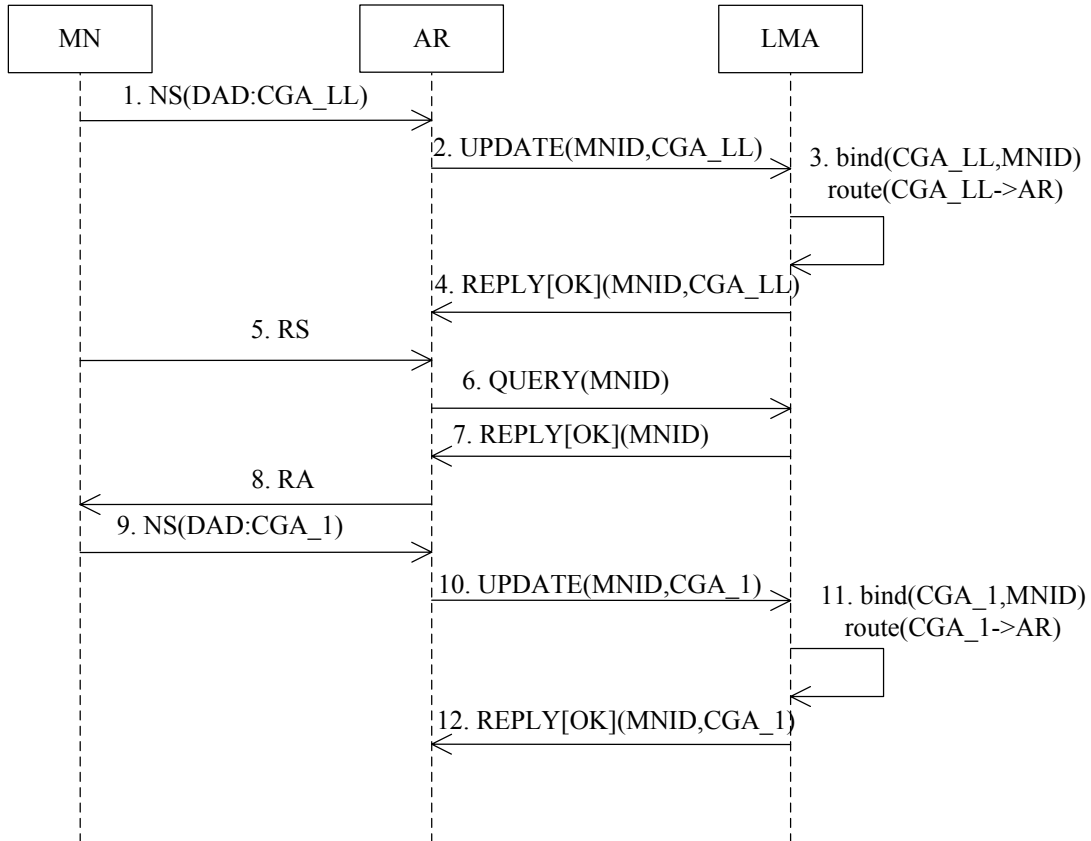 MN
AR
LMA
1. NS(DAD:CGA_LL)
2. UPDATE(MNID,CGA_LL)
3. bind(CGA_LL,MNID)
route(CGA_LL->AR)
4. REPLY[OK](MNID,CGA_LL)
5. RS
6. QUERY(MNID)
7. REPLY[OK](MNID)
8. RA
9. NS(DAD:CGA_1)
10. UPDATE(MNID,CGA_1)
11. bind(CGA_1,MNID)
route(CGA_1->AR)
12. REPLY[OK](MNID,CGA_1)